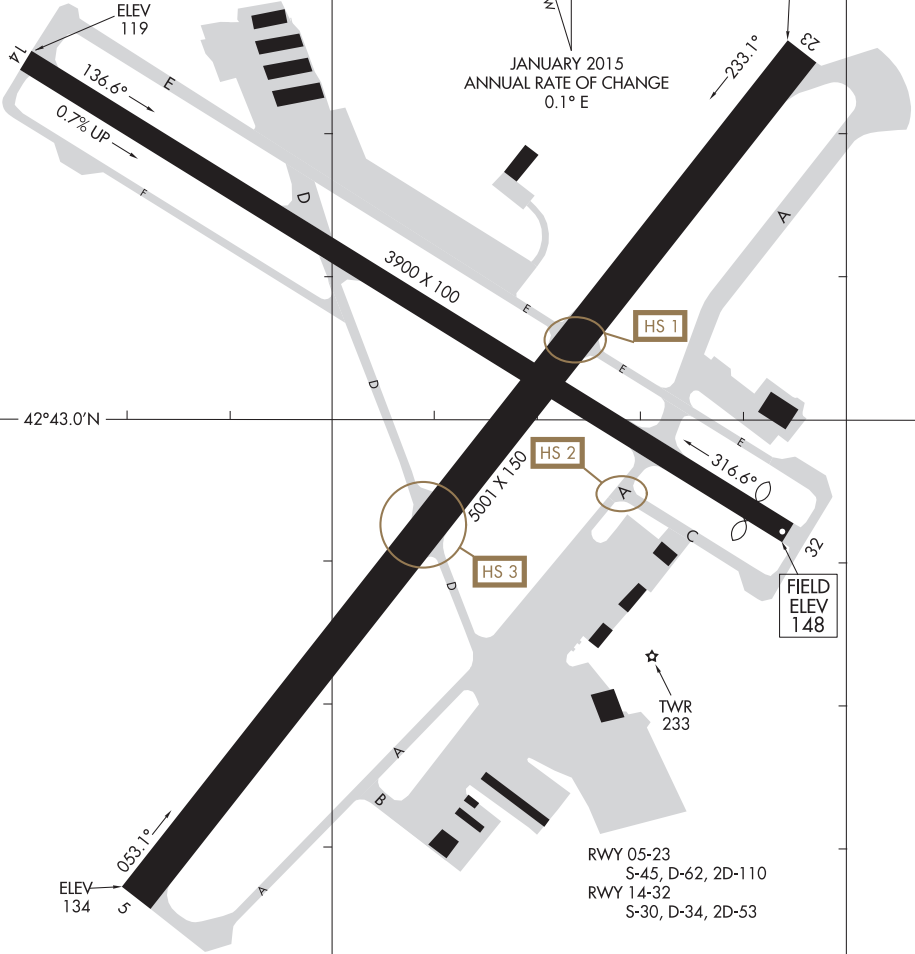 ELEV
119
W
JANUARY 2015
ANNUAL RATE OF CHANGE
0.1° E
14
23
136.6°
233.1°
0.7% UP
E
F
D
A
3900 X 100
E
HS 1
E
D
42°43.0'N
E
HS 2
316.6°
5001 X 150
A
C
32
HS 3
D
FIELD
ELEV
148
TWR
233
A
B
053.1°
ELEV
134
5
A
RWY 05-23
S-45, D-62, 2D-110
RWY 14-32
S-30, D-34, 2D-53